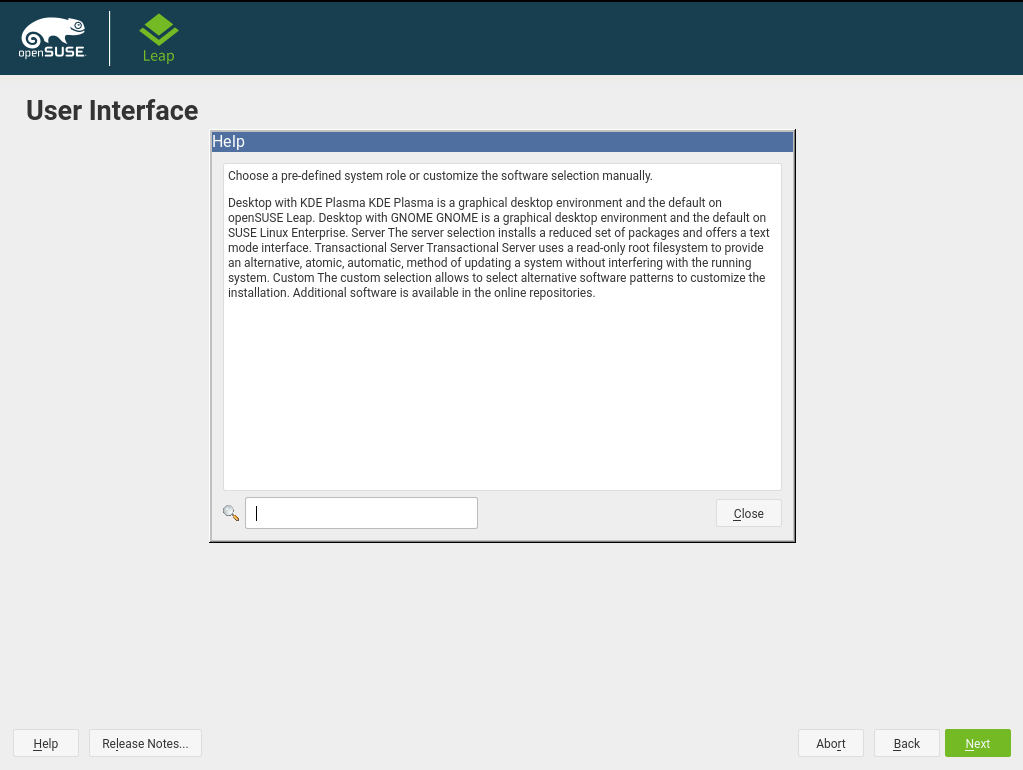 openSUSE.
Leap
User Interface
Help
Choose a pre-defined system role or customize the software selection manually.
Desktop with KDE Plasma KDE Plasma is a graphical desktop environment and the default on
openSUSE Leap. Desktop with GNOME GNOME is a graphical desktop environment and the default on
SUSE Linux Enterprise. Server The server selection installs a reduced set of packages and offers a text
mode interface. Transactional Server Transactional Server uses a read-only root filesystem to provide
an alternative, atomic, automatic, method of updating a system without interfering with the running
system. Custom The custom selection allows to select alternative software patterns to customize the
installation. Additional software is available in the online repositories.
Close
Help
Release Notes...
Abort
Back
Next